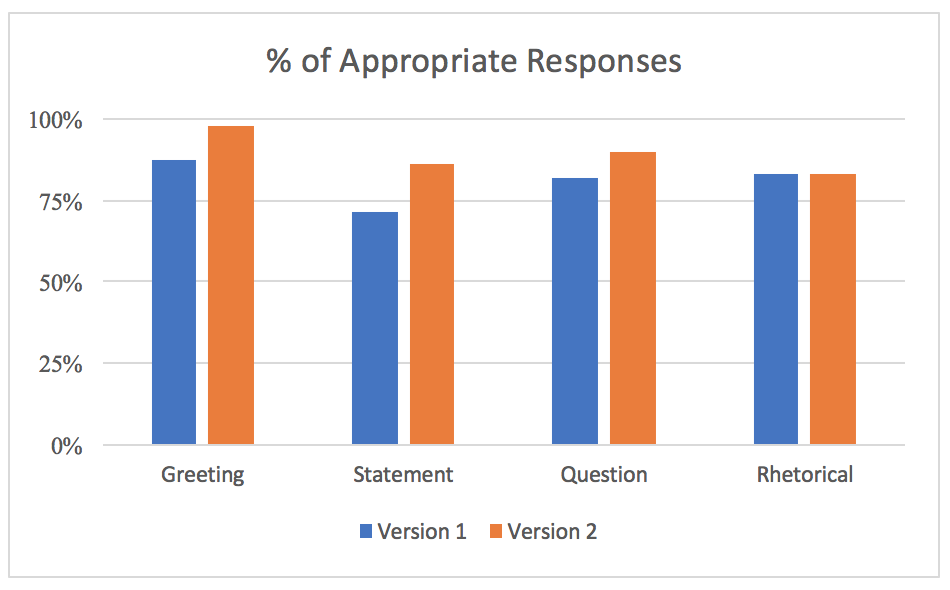 % of Appropriate Responses
100%
75%
50%
25%
0%
Greeting Statement Question Rhetorical
Version 1 Version 2